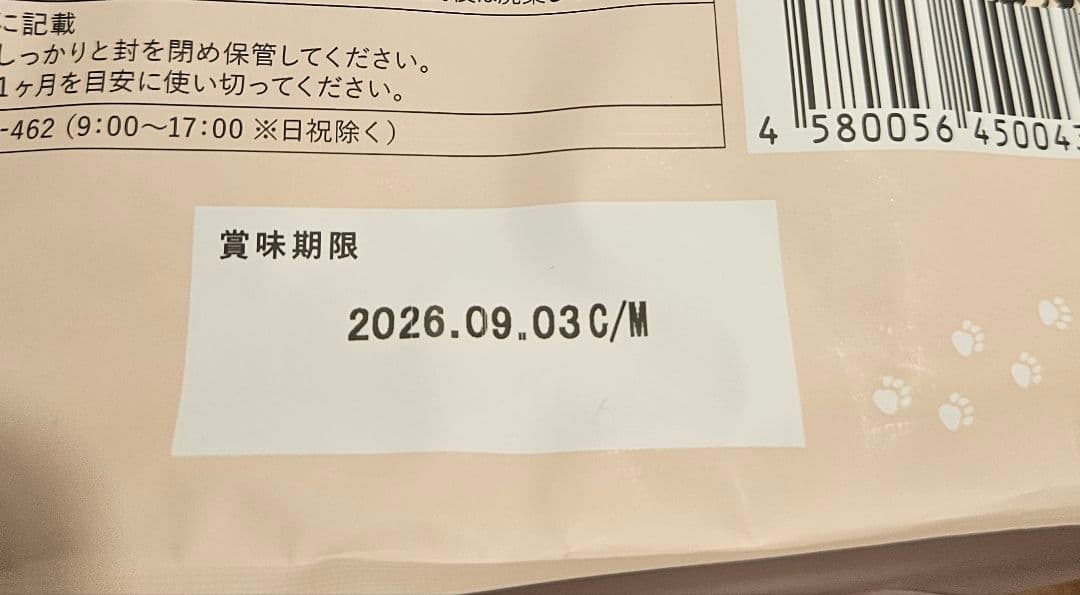 に記載
しっかりと封を閉め保管してください。
1ヶ月を目安に使い切ってください。
-462（9:00〜17:00 ※日祝除く）
4 580056 45004
賞味期限
2026.09.03 C/M